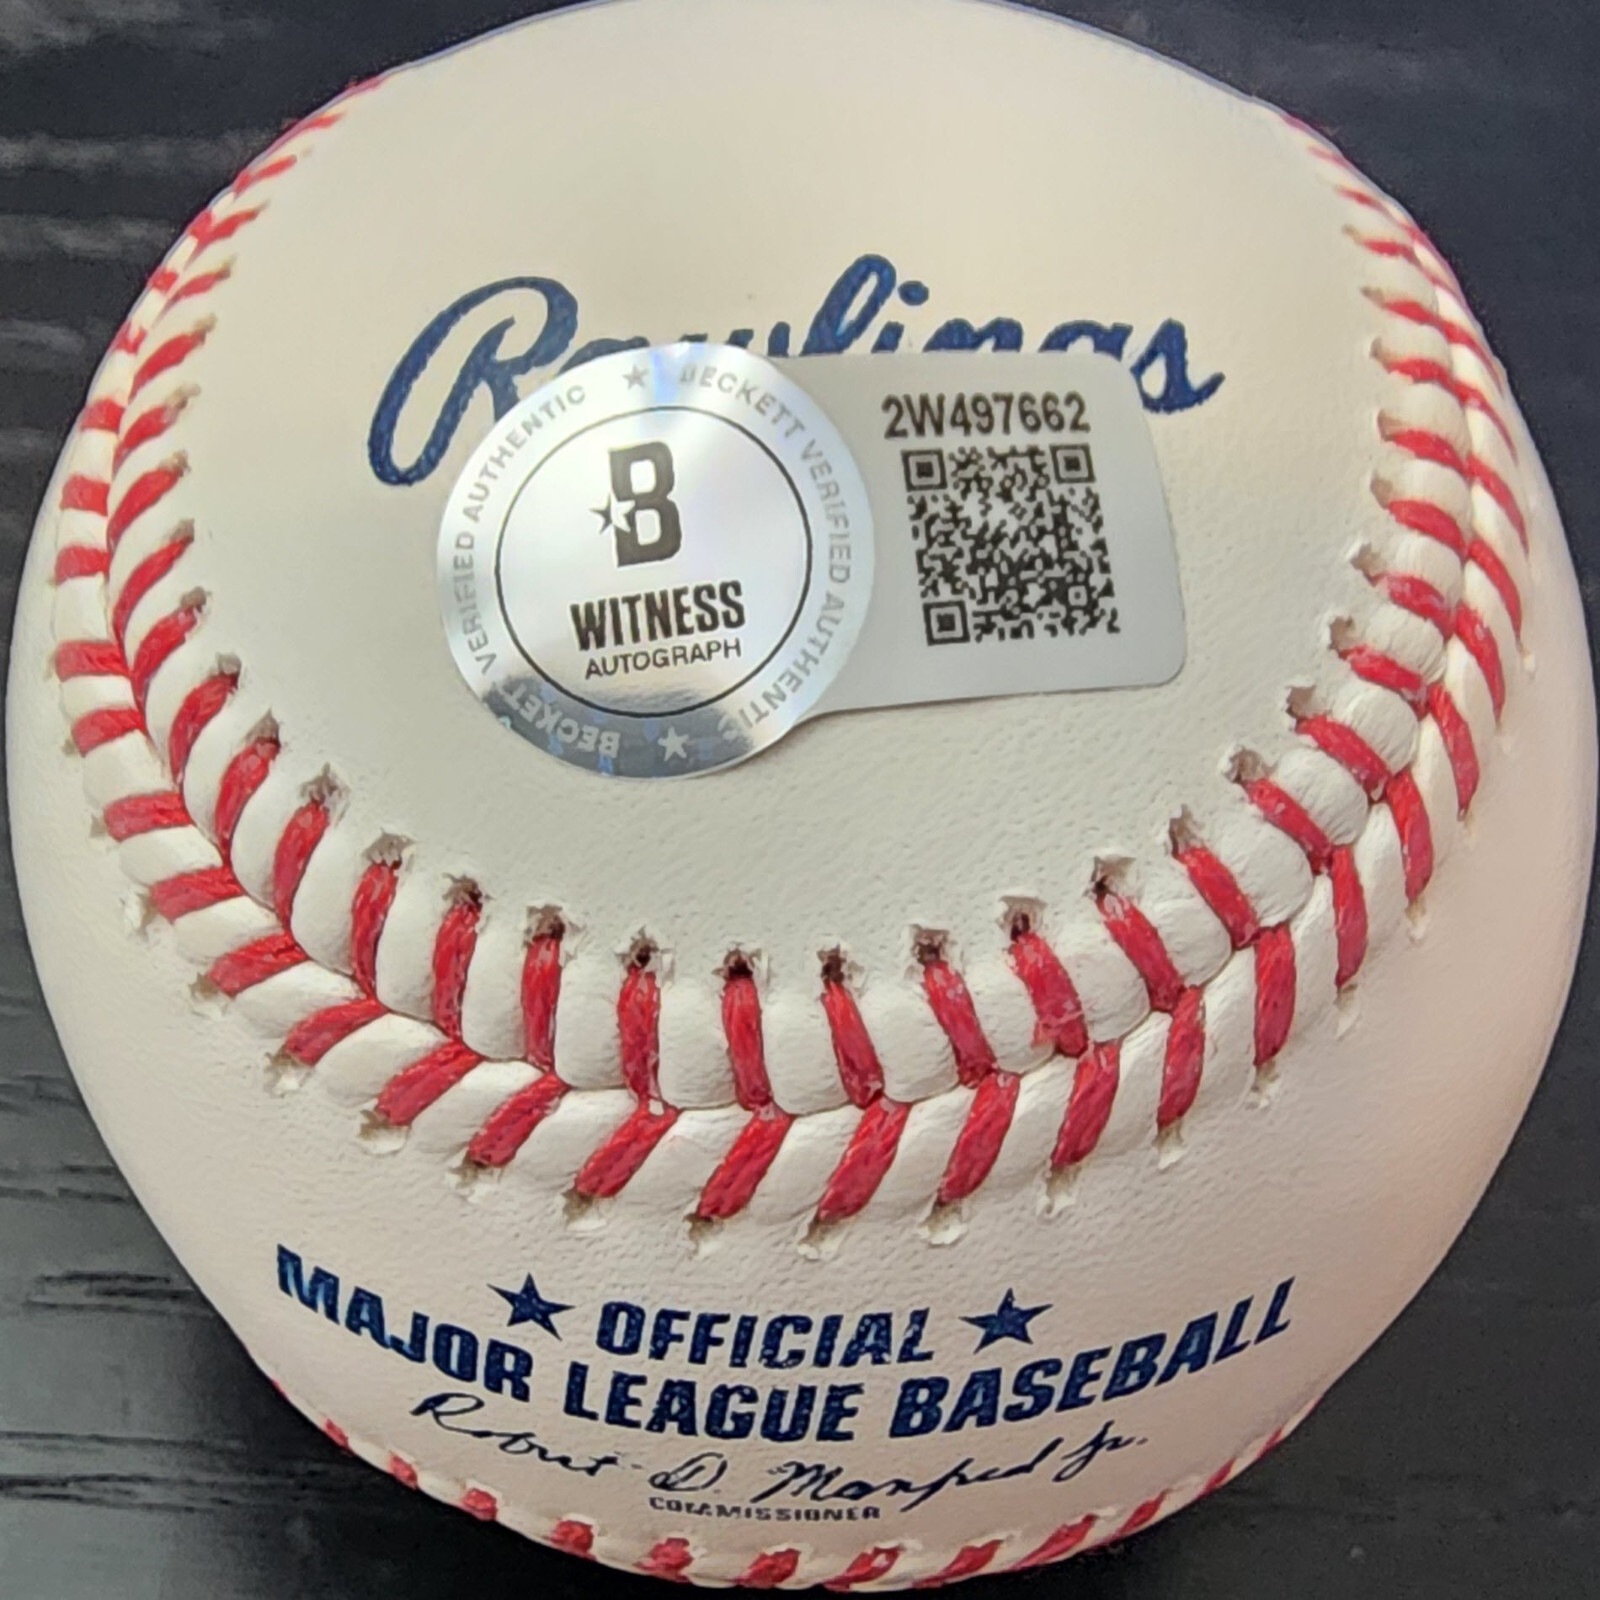 Rawlings
BECKETT VERIFIED AUTHENTIC ★ BECKETT VERIFIED AUTHENTIC ★
B
WITNESS
AUTOGRAPH
2W497662
★ OFFICIAL ★
MAJOR LEAGUE BASEBALL
Robert D. Manfred Jr.
COMMISSIONER